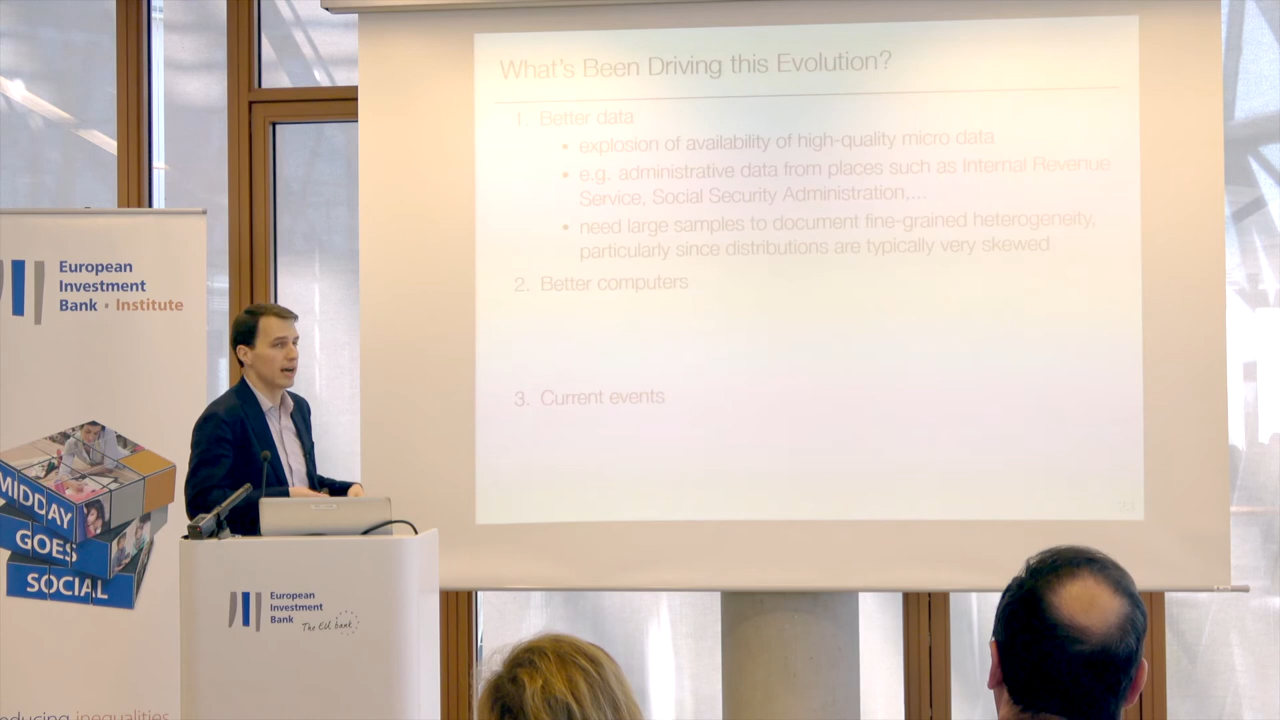 What's Been Driving this Evolution?
1 Better data
• explosion of availability of high-quality micro data
• e.g. administrative data from places such as Internal Revenue
Service, Social Security Administration,...
• need large samples to document fine-grained heterogeneity,
particularly since distributions are typically very skewed
2. Better computers
3. Current events
European
Investment
Bank • Institute
MIDDAY
GOES
SOCIAL
educing inequalities
European
Investment
Bank
The EU bank